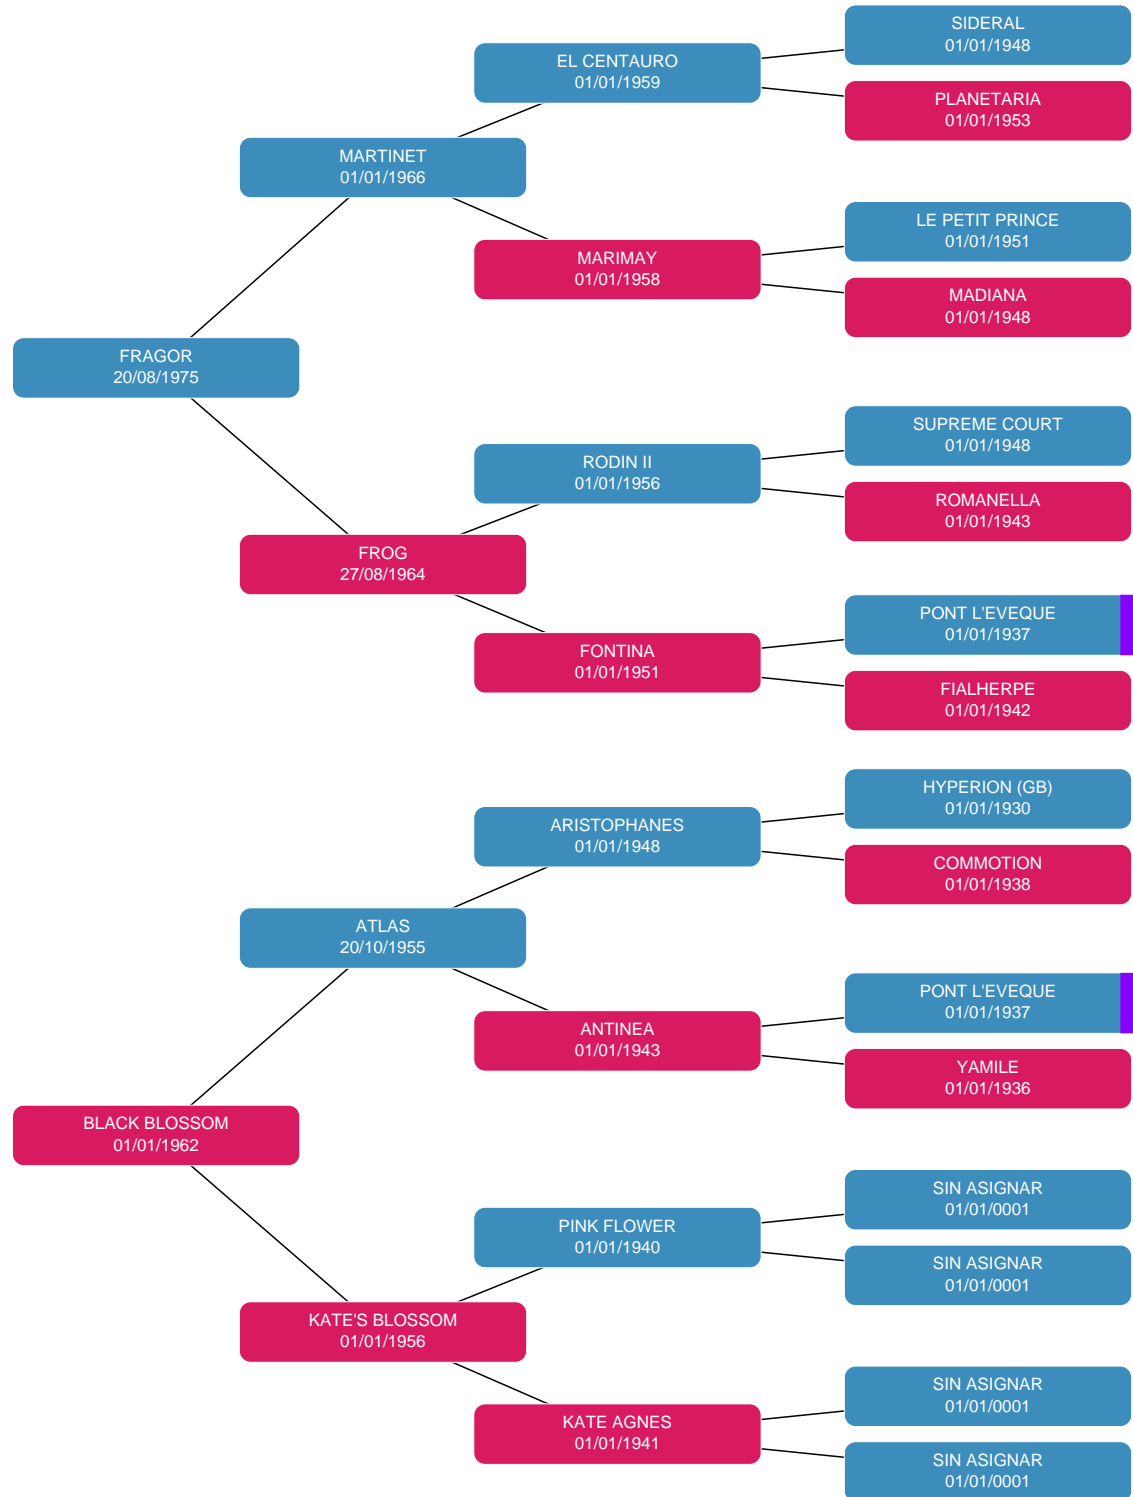 SIDERAL
01/01/1948
EL CENTAURO
01/01/1959
PLANETARIA
01/01/1953
MARTINET
01/01/1966
LE PETIT PRINCE
01/01/1951
MARIMAY
01/01/1958
MADIANA
01/01/1948
FRAGOR
20/08/1975
SUPREME COURT
01/01/1948
RODIN II
01/01/1956
ROMANELLA
01/01/1943
FROG
27/08/1964
PONT L'EVEQUE
01/01/1937
FONTINA
01/01/1951
FIALHERPE
01/01/1942
HYPERION (GB)
01/01/1930
ARISTOPHANES
01/01/1948
COMMOTION
01/01/1938
ATLAS
20/10/1955
PONT L'EVEQUE
01/01/1937
ANTINEA
01/01/1943
YAMILE
01/01/1936
BLACK BLOSSOM
01/01/1962
SIN ASIGNAR
01/01/0001
PINK FLOWER
01/01/1940
SIN ASIGNAR
01/01/0001
KATE'S BLOSSOM
01/01/1956
SIN ASIGNAR
01/01/0001
KATE AGNES
01/01/1941
SIN ASIGNAR
01/01/0001